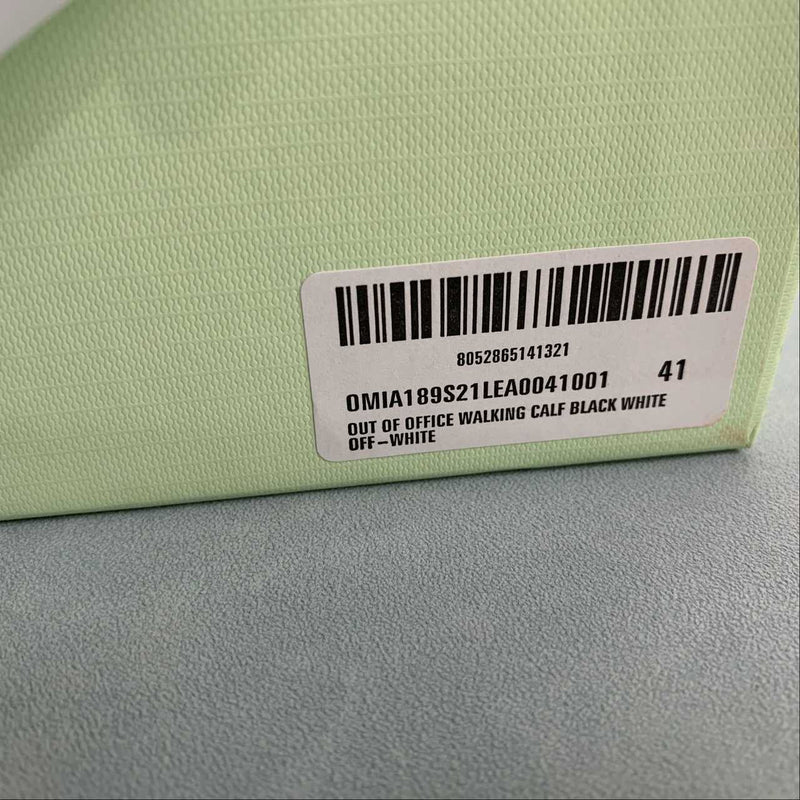 8052865141321
OMIA189S21LEA0041001 41
OUT OF OFFICE WALKING CALF BLACK WHITE
OFF-WHITE